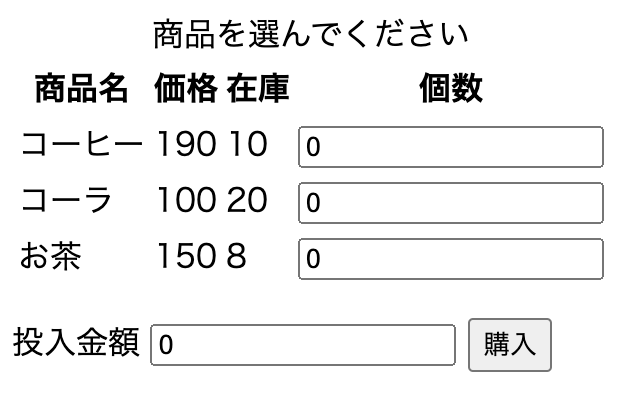 商品を選んでください
商品名 価格 在庫 個数
コーヒー 190 10 0
コーラ 100 20 0
お茶 150 8 0
投入金額 0 購入